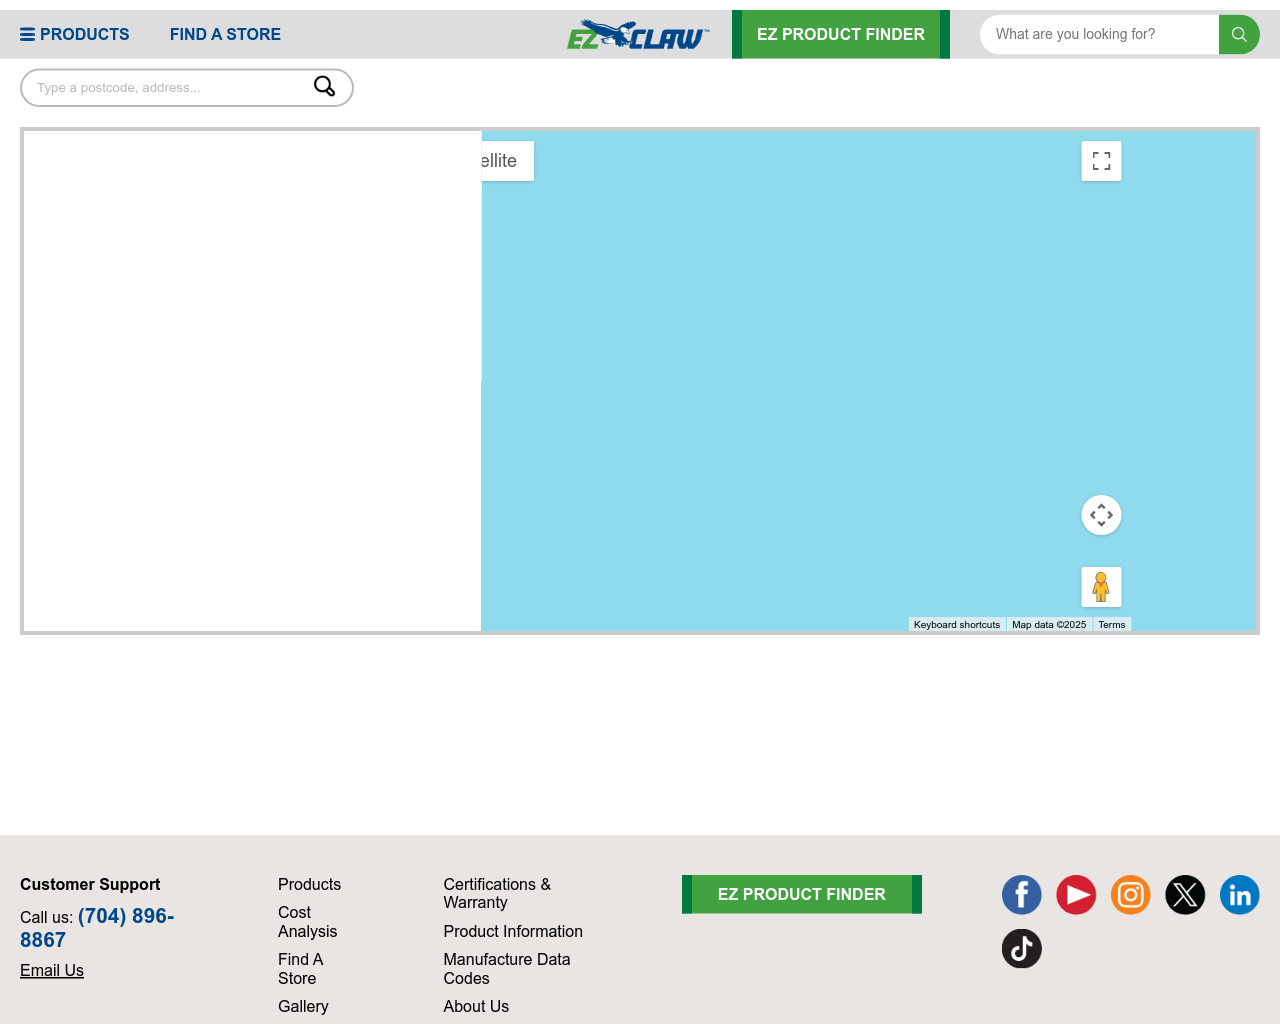 PRODUCTS
FIND A STORE
EZ CLAW
EZ PRODUCT FINDER
What are you looking for?
Type a postcode, address...
ellite
Keyboard shortcuts
Map data ©2025
Terms
Customer Support
Call us: (704) 896-
8867
Email Us
Products
Cost
Analysis
Find A
Store
Gallery
Certifications &
Warranty
Product Information
Manufacture Data
Codes
About Us
EZ PRODUCT FINDER